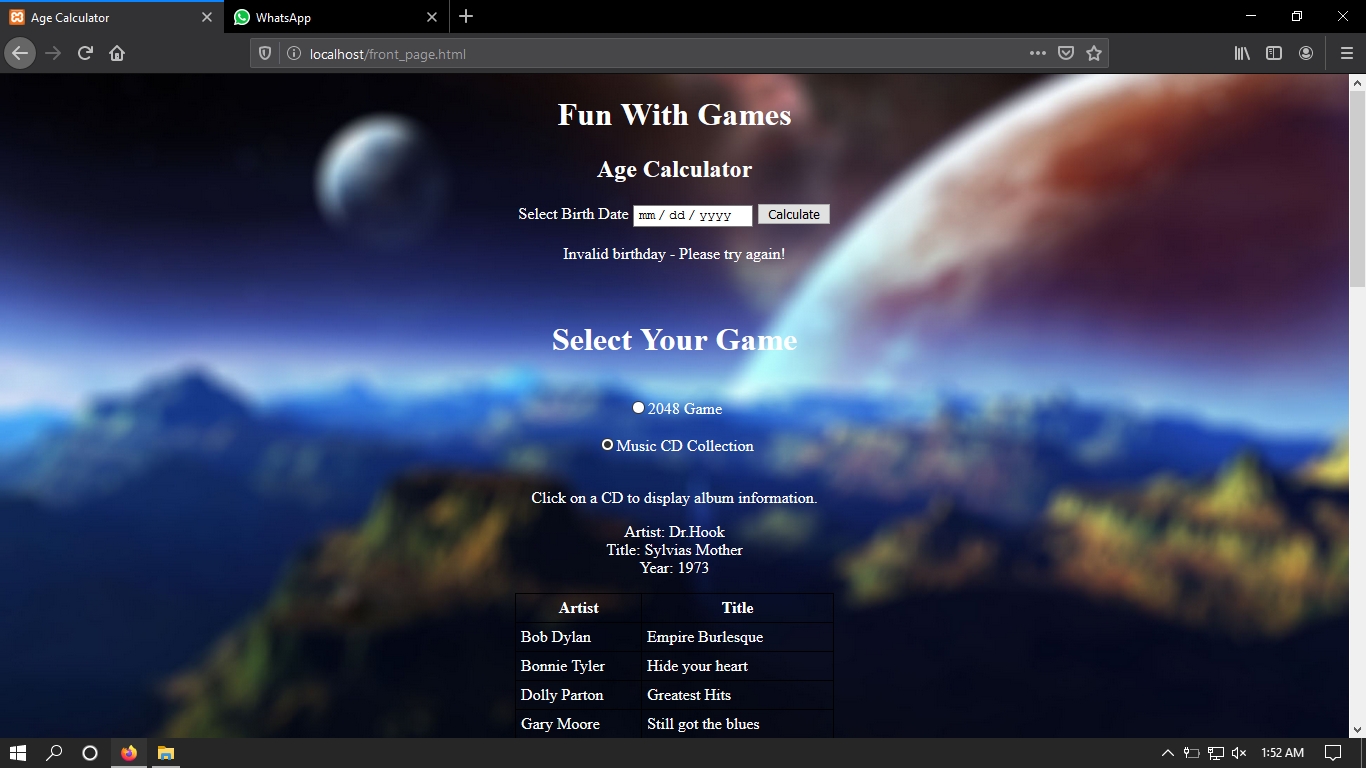 Age Calculator
WhatsApp
localhost/front_page.html
Fun With Games
Age Calculator
Select Birth Date mm / dd / yyyy Calculate
Invalid birthday - Please try again!
Select Your Game
2048 Game
Music CD Collection
Click on a CD to display album information.
Artist: Dr.Hook
Title: Sylvias Mother
Year: 1973
Artist Title
Bob Dylan Empire Burlesque
Bonnie Tyler Hide your heart
Dolly Parton Greatest Hits
Gary Moore Still got the blues
1:52 AM